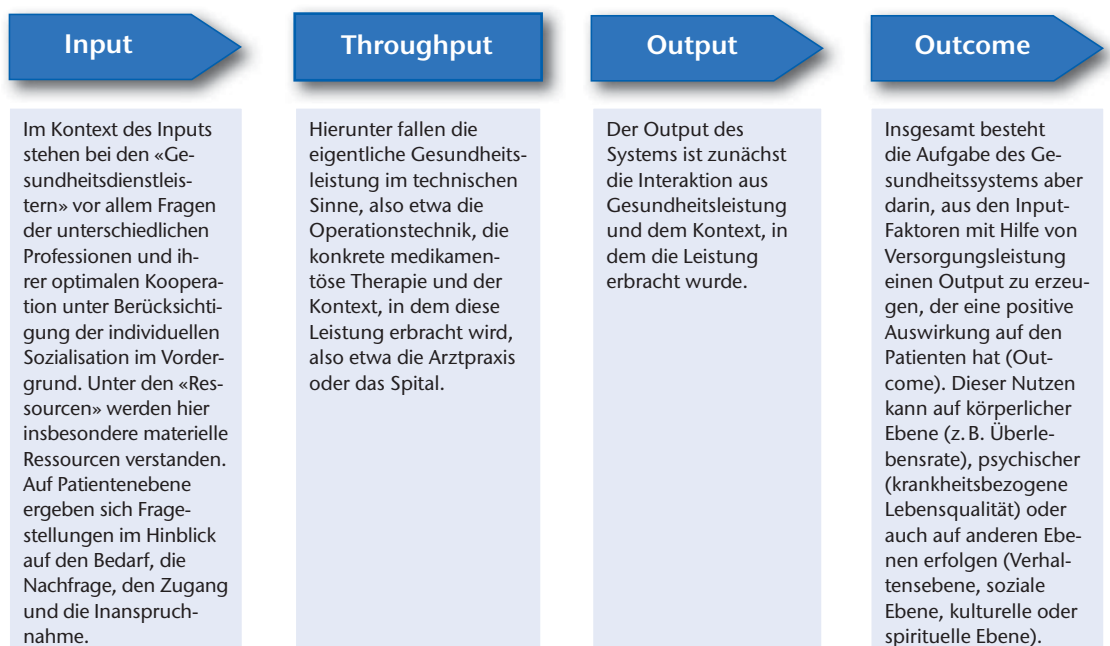 Input
Im Kontext des Inputs
stehen bei den «Ge-
sundheitsdienstleis-
tern» vor allem Fragen
der unterschiedlichen
Professionen und ih-
rer optimalen Koopera-
tion unter Berücksichti-
gung der individuellen
Sozialisation im Vorder-
grund. Unter den «Res-
sourcen» werden hier
insbesondere materielle
Ressourcen verstanden.
Auf Patientenebene
ergeben sich Frage-
stellungen im Hinblick
auf den Bedarf, die
Nachfrage, den Zugang
und die Inanspruch-
nahme.
Throughput
Hierunter fallen die
eigentliche Gesundheits-
leistung im technischen
Sinne, also etwa die
Operationstechnik, die
konkrete medikamen-
töse Therapie und der
Kontext, in dem diese
Leistung erbracht wird,
also etwa die Arztpraxis
oder das Spital.
Output
Der Output des
Systems ist zunächst
die Interaktion aus
Gesundheitsleistung
und dem Kontext, in
dem die Leistung
erbracht wurde.
Outcome
Insgesamt besteht
die Aufgabe des Ge-
sundheitssystems aber
darin, aus den Input-
Faktoren mit Hilfe von
Versorgungsleistung
einen Output zu erzeu-
gen, der eine positive
Auswirkung auf den
Patienten hat (Out-
come). Dieser Nutzen
kann auf körperlicher
Ebene (z. B. Überle-
bensrate), psychischer
(krankheitsbezogene
Lebensqualität) oder
auch auf anderen Ebe-
nen erfolgen (Verhal-
tensebene, soziale
Ebene, kulturelle oder
spirituelle Ebene).